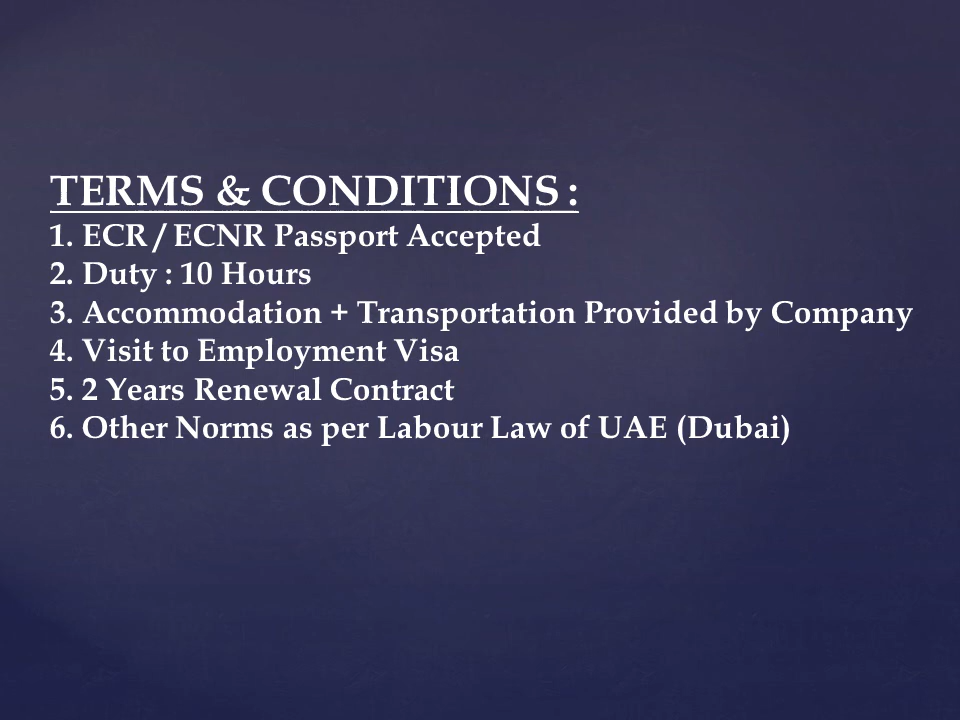 TERMS & CONDITIONS :
1. ECR / ECNR Passport Accepted
2. Duty : 10 Hours
3. Accommodation + Transportation Provided by Company
4. Visit to Employment Visa
5. 2 Years Renewal Contract
6. Other Norms as per Labour Law of UAE (Dubai)